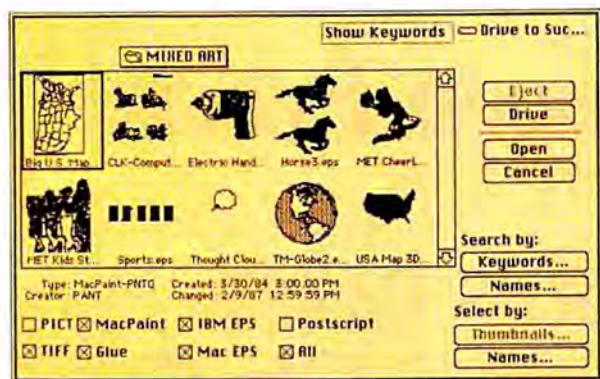 Show Keywords
Drive to Suc...
MIXED ART
Eject
Drive
Open
Cancel
Big U.S. Map
CLK-Comput...
Electric Hand...
Horse3.eps
MET CheerL...
MET Kids St...
Sports.eps
Thought Clou...
TM-Globe2.e...
USA Map 3D...
Search by:
Keywords...
Names...
Type: MacPaint-PNTG Created: 3/30/84 3:00:00 PM
Creator: PANT Changed: 2/9/87 12:59:59 PM
Select by:
Thumbnails...
Names...
PICT MacPaint IBM EPS Postscript
TIFF Glue Mac EPS All